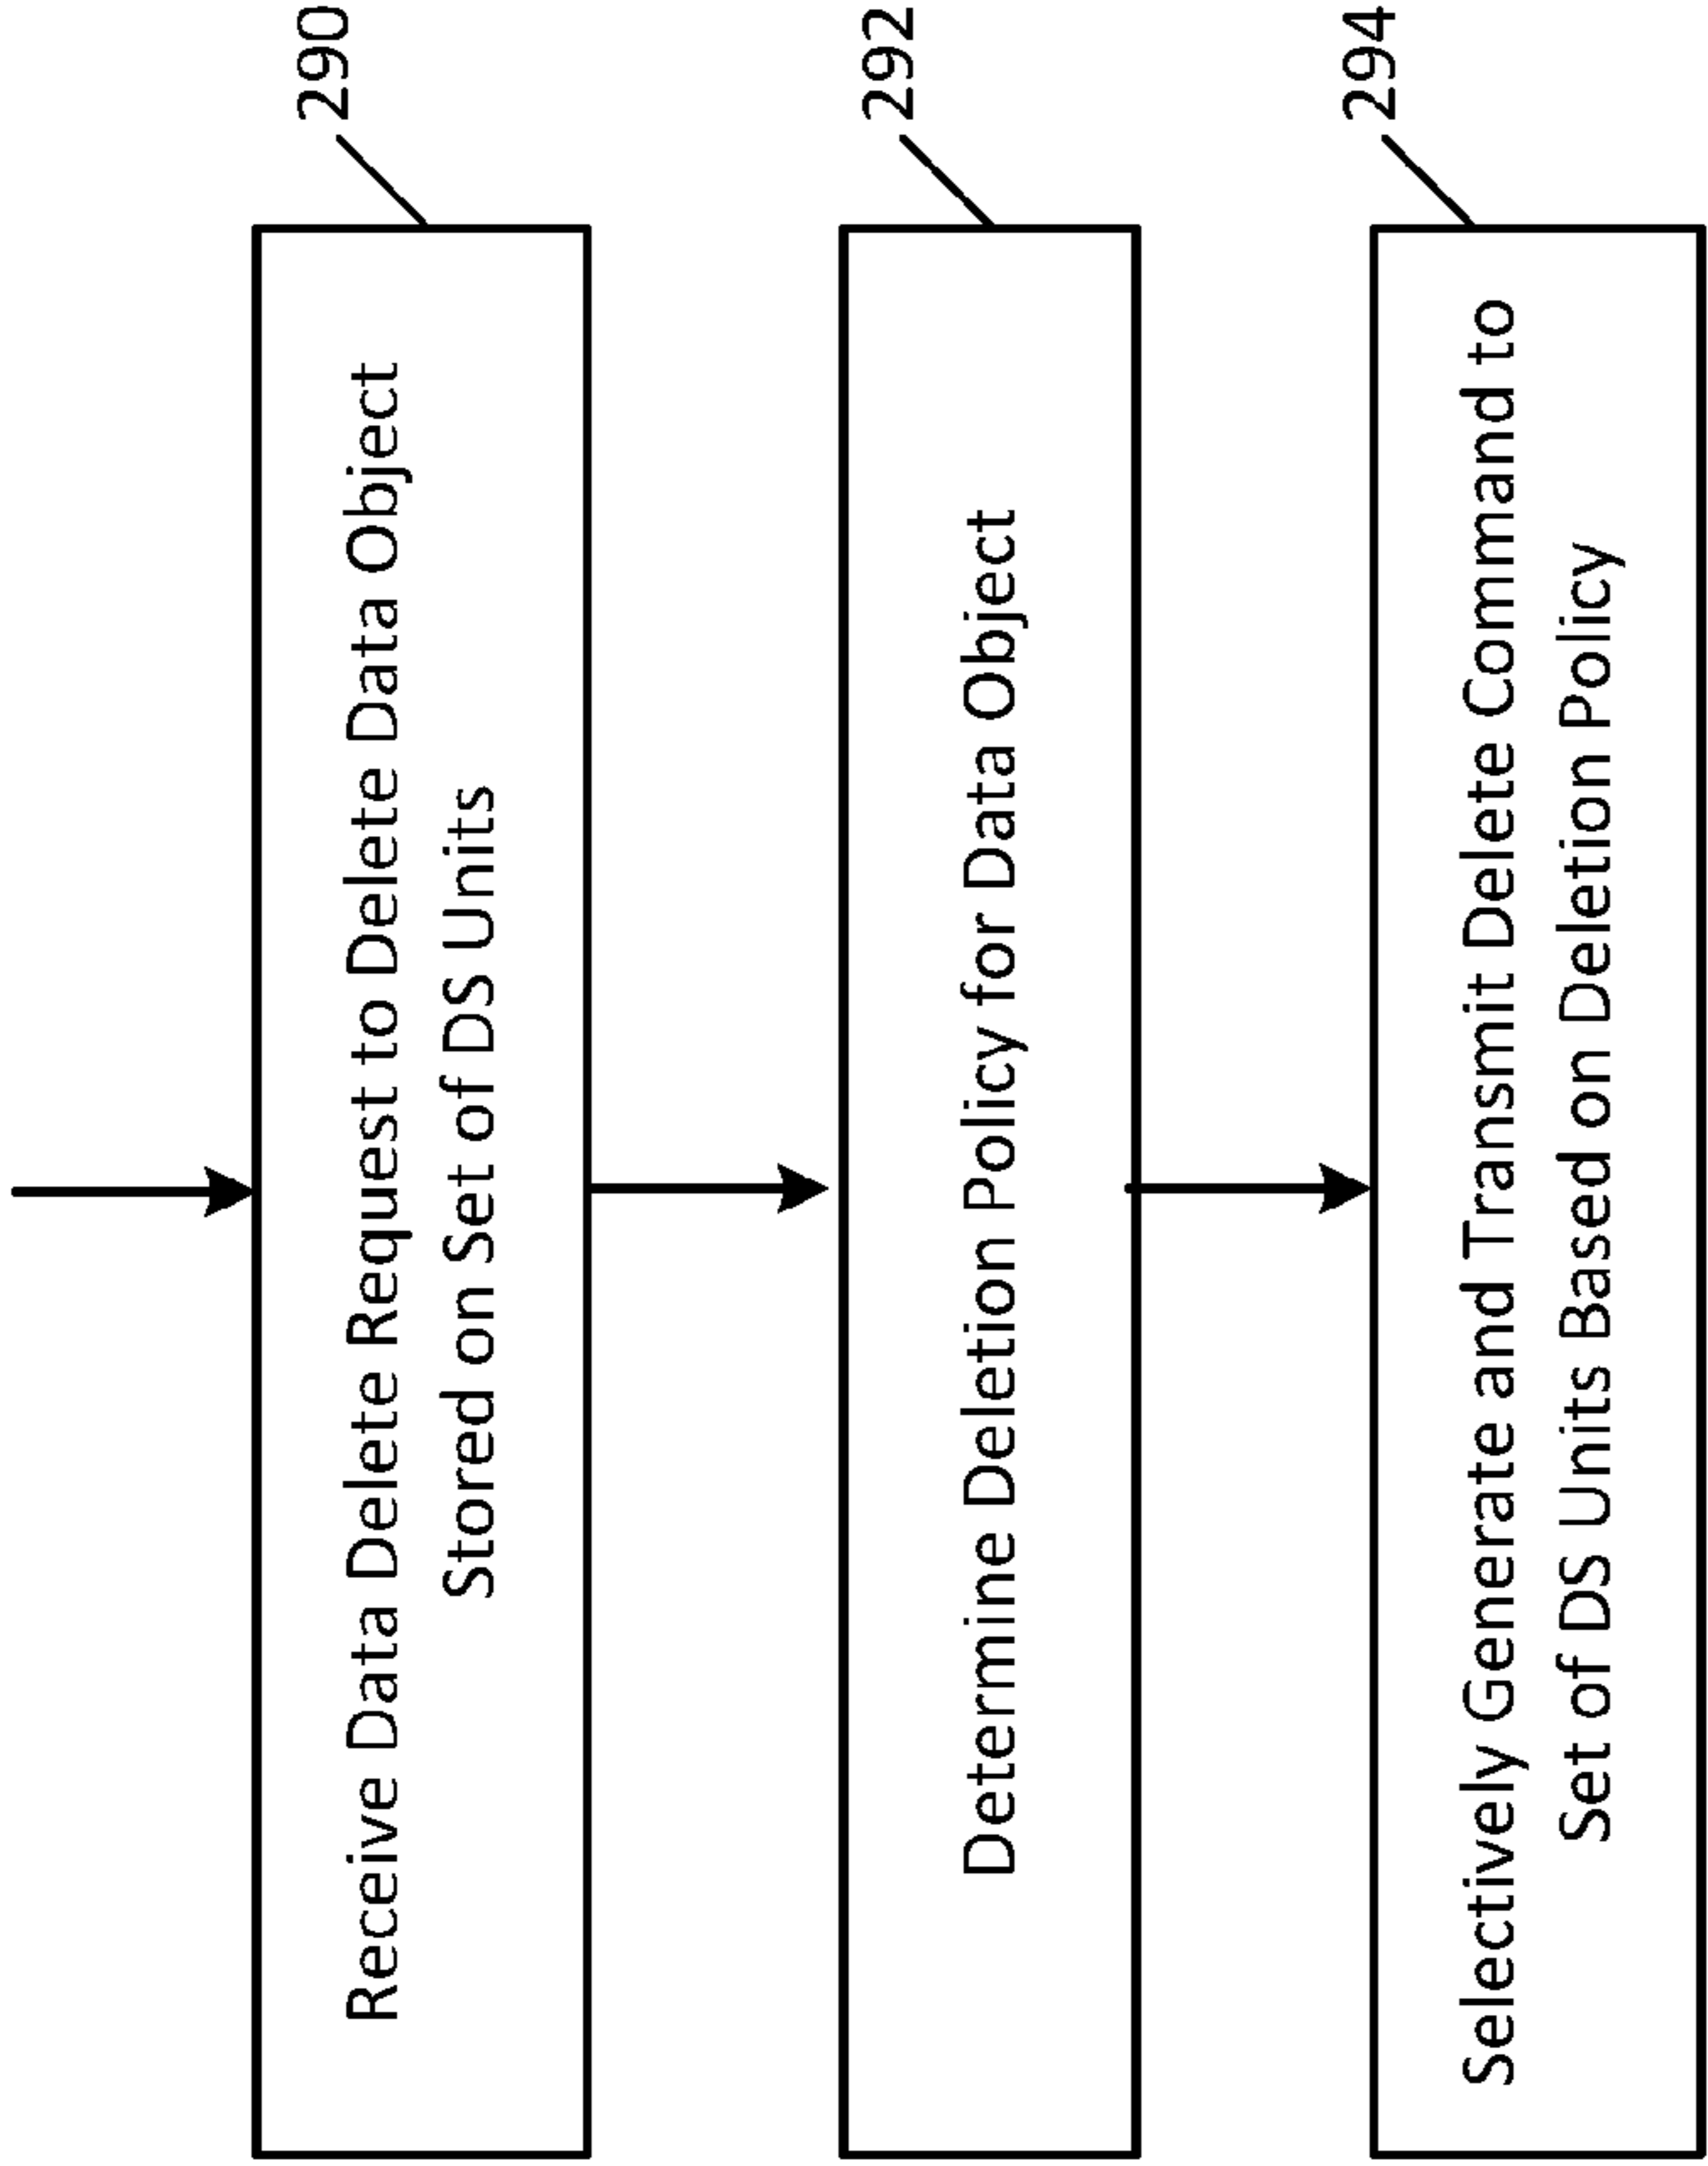 290
Receive Data Delete Request to Delete Data Object
Stored on Set of DS Units
292
Determine Deletion Policy for Data Object
294
Selectively Generate and Transmit Delete Command to
Set of DS Units Based on Deletion Policy